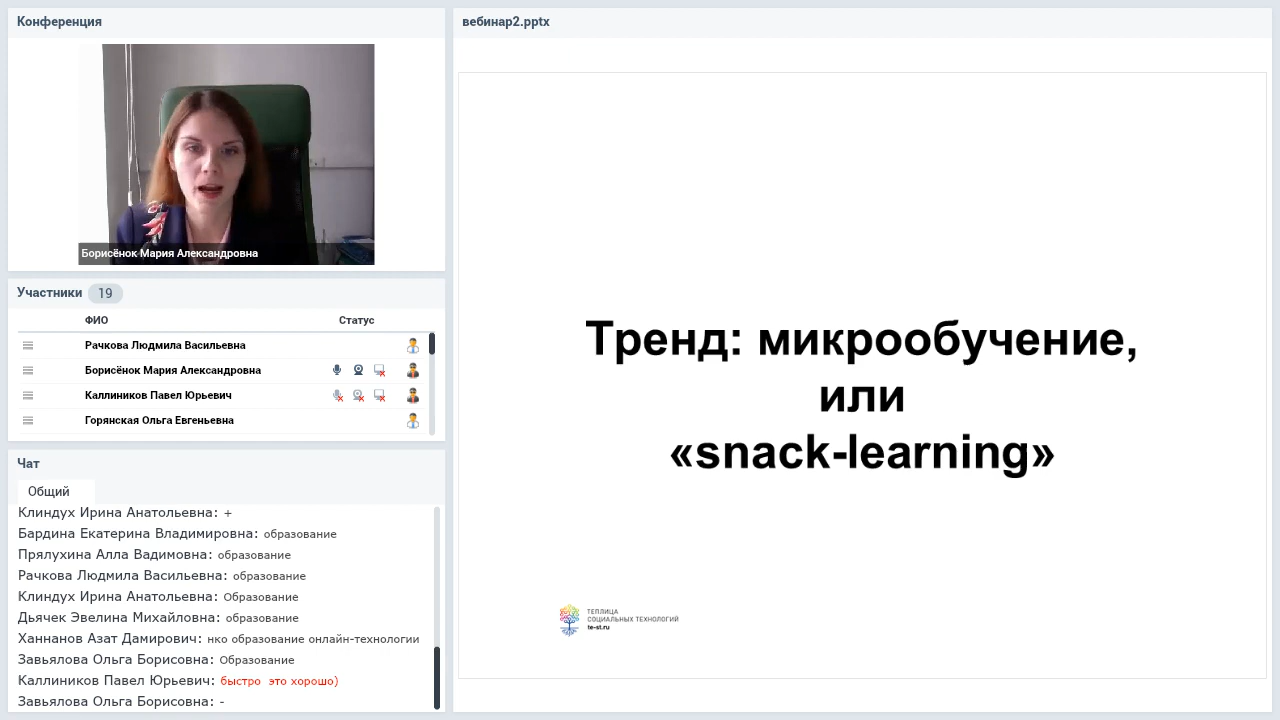 Конференция
Борисёнок Мария Александровна
Участники 19
ФИО Статус
Рачкова Людмила Васильевна
Борисёнок Мария Александровна
Каллиников Павел Юрьевич
Горянская Ольга Евгеньевна
Чат
Общий
Клиндух Ирина Анатольевна: +
Бардина Екатерина Владимировна: образование
Прялухина Алла Вадимовна: образование
Рачкова Людмила Васильевна: образование
Клиндух Ирина Анатольевна: Образование
Дьячек Эвелина Михайловна: образование
Ханнанов Азат Дамирович: нко образование онлайн-технологии
Завьялова Ольга Борисовна: Образование
Каллиников Павел Юрьевич: быстро это хорошо)
Завьялова Ольга Борисовна: -
вебинар2.pptx
Тренд: микрообучение,
или
«snack-learning»
ТЕПЛИЦА
СОЦИАЛЬНЫХ ТЕХНОЛОГИЙ
te-st.ru